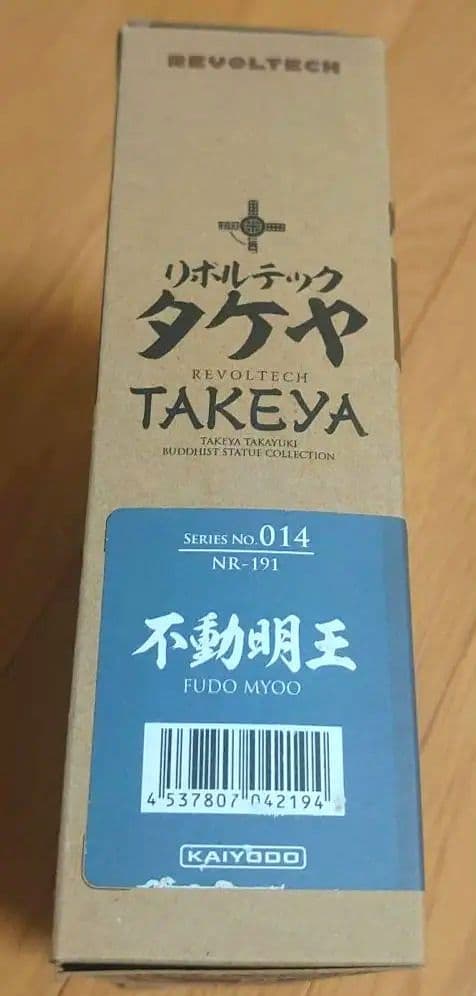 REVOLTECH
リボルテック
タケヤ
REVOLTECH
TAKEYA
TAKEYA TAKAYUKI
BUDDHIST STATUE COLLECTION
SERIES NO.014
NR-191
不動明王
FUDO MYOO
4 537807 042194
KAIYODO